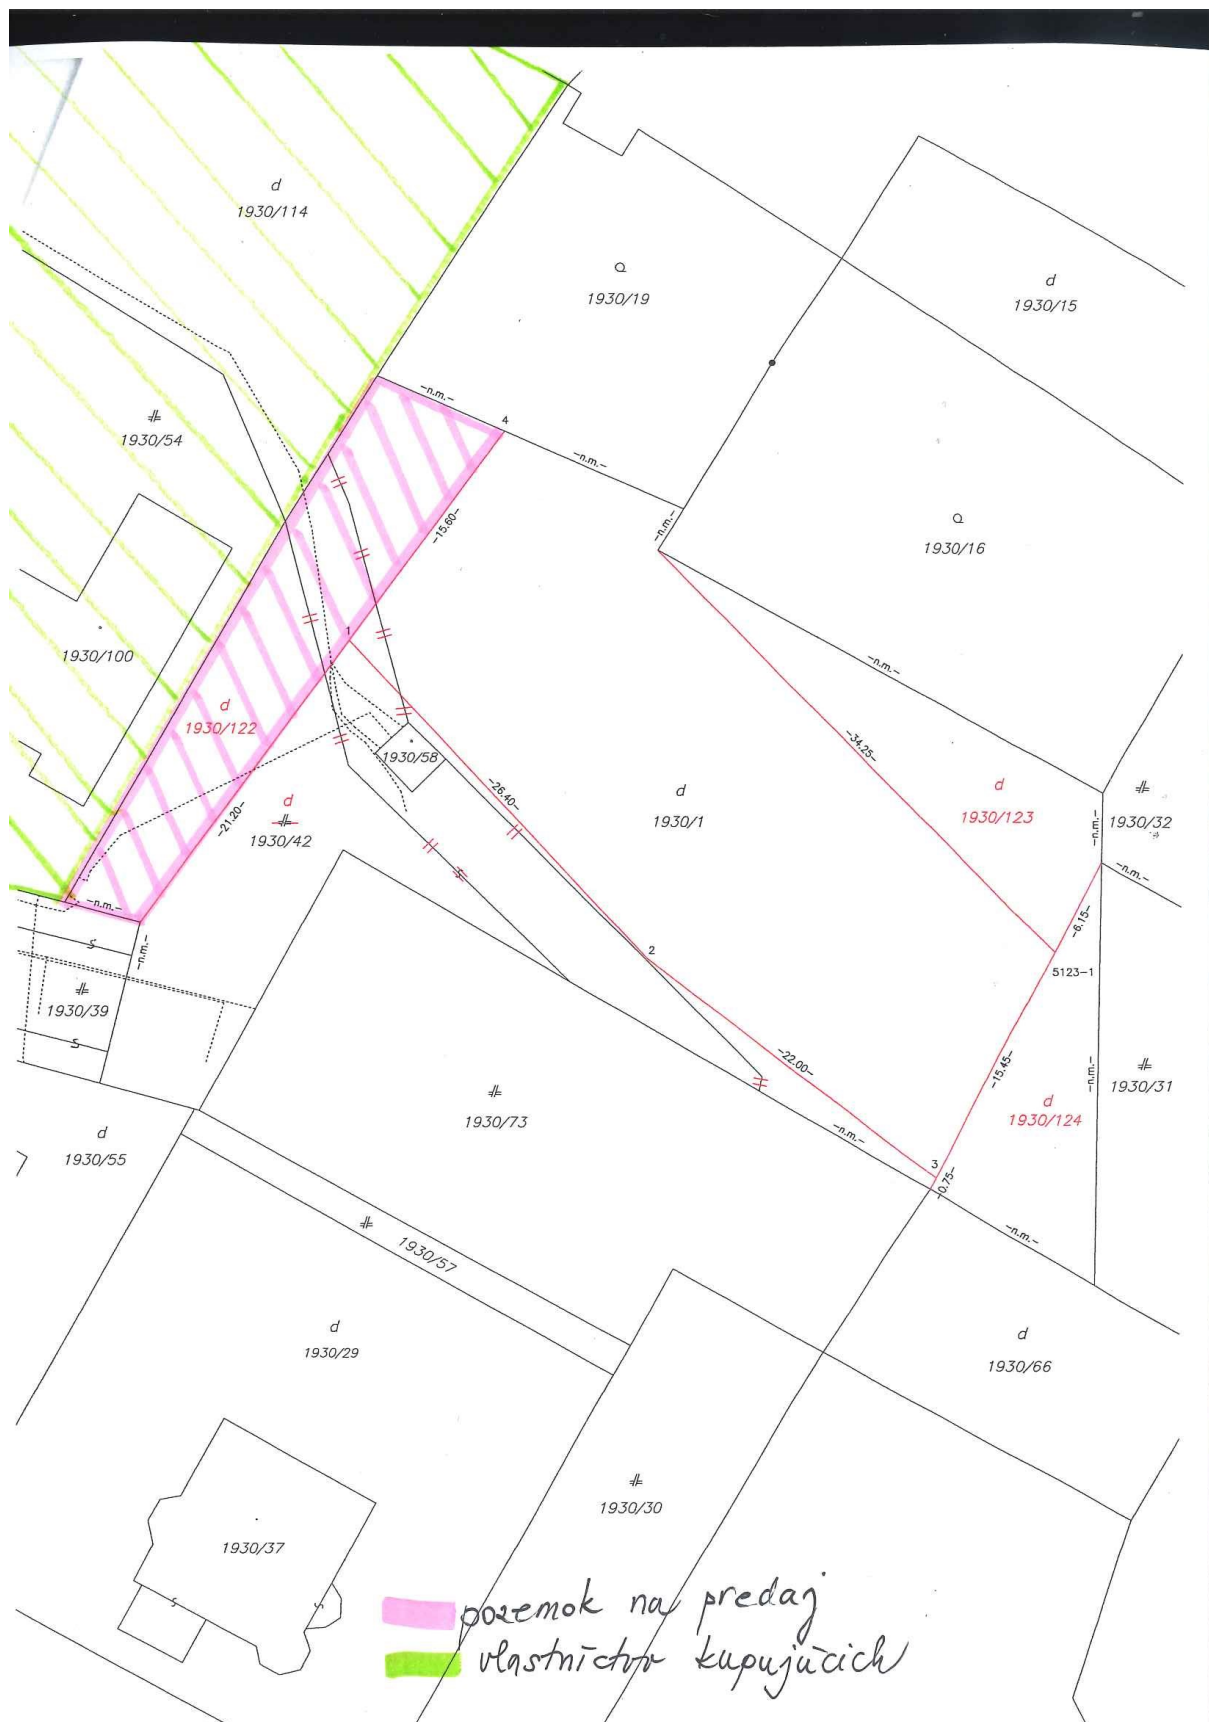 d
1930/114
Q
1930/19
d
1930/15
-n.m.-
4
1930/54
-n.m.-
-15.60-
-n.m.-
Q
1930/16
1
1930/100
-n.m.-
d
1930/122
-34.25-
1930/58
-26.40-
d
1930/1
d
1930/123
1930/32
-n.m.-
d
1930/42
-21.20-
-n.m.-
-n.m.-
-n.m.-
-6.15-
2
5123-1
1930/39
-22.00-
-15.45-
-n.m.-
1930/31
d
1930/124
1930/73
-n.m.-
d
1930/55
3
-0.75-
-n.m.-
1930/57
d
1930/29
d
1930/66
1930/30
1930/37
pozemok na predaj
vlastníctvo kupujúcich